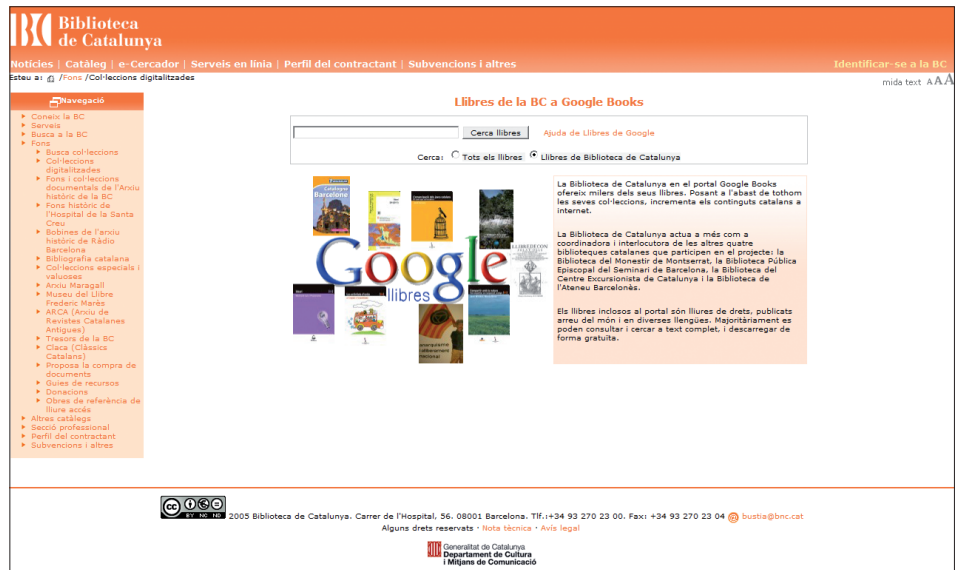 Biblioteca
de Catalunya
Notícies | Catàleg | e-Cercador | Serveis en línia | Perfil del contractant | Subvencions i altres
Identificar-se a la BC
Esteu a: /Fons /Col·leccions digitalitzades
mida text A A A
Navegació
Coneix la BC
Serveis
Busca a la BC
Fons
Busca col·leccions
Col·leccions
digitalitzades
Fons i col·leccions
documentals de l'Arxiu
històric de la BC
Fons històric de
l'Hospital de la Santa
Creu
Bobines de l'arxiu
històric de Ràdio
Barcelona
Bibliografia catalana
Col·leccions especials i
valuoses
Arxiu Maragall
Museu del Llibre
Frederic Marès
ARCA (Arxiu de
Revistes Catalanes
Antigues)
Tresors de la BC
Claca (Clàssics
Catalans)
Proposa la compra de
documents
Guies de recursos
Donacions
Obres de referència de
lliure accés
Altres catàlegs
Secció professional
Perfil del contractant
Subvencions i altres
Llibres de la BC a Google Books
Cerca llibres
Ajuda de Llibres de Google
Cerca: Tots els llibres Llibres de Biblioteca de Catalunya
Catalogne
Barcelone
Google
llibres
La Biblioteca de Catalunya en el portal Google Books
ofereix milers dels seus llibres. Posant a l'abast de tothom
les seves col·leccions, incrementa els continguts catalans a
internet.
La Biblioteca de Catalunya actua a més com a
coordinadora i interlocutora de les altres quatre
biblioteques catalanes que participen en el projecte: la
Biblioteca del Monestir de Montserrat, la Biblioteca Pública
Episcopal del Seminari de Barcelona, la Biblioteca del
Centre Excursionista de Catalunya i la Biblioteca de
l'Ateneu Barcelonès.
Els llibres inclosos al portal són lliures de drets, publicats
arreu del món i en diverses llengües. Majoritàriament es
poden consultar i cercar a text complet, i descarregar de
forma gratuïta.
cc BY NC ND 2005 Biblioteca de Catalunya. Carrer de l'Hospital, 56. 08001 Barcelona. Tlf.:+34 93 270 23 00. Fax: +34 93 270 23 04 @ bustia@bnc.cat
Alguns drets reservats · Nota tècnica · Avís legal
Generalitat de Catalunya
Departament de Cultura
i Mitjans de Comunicació